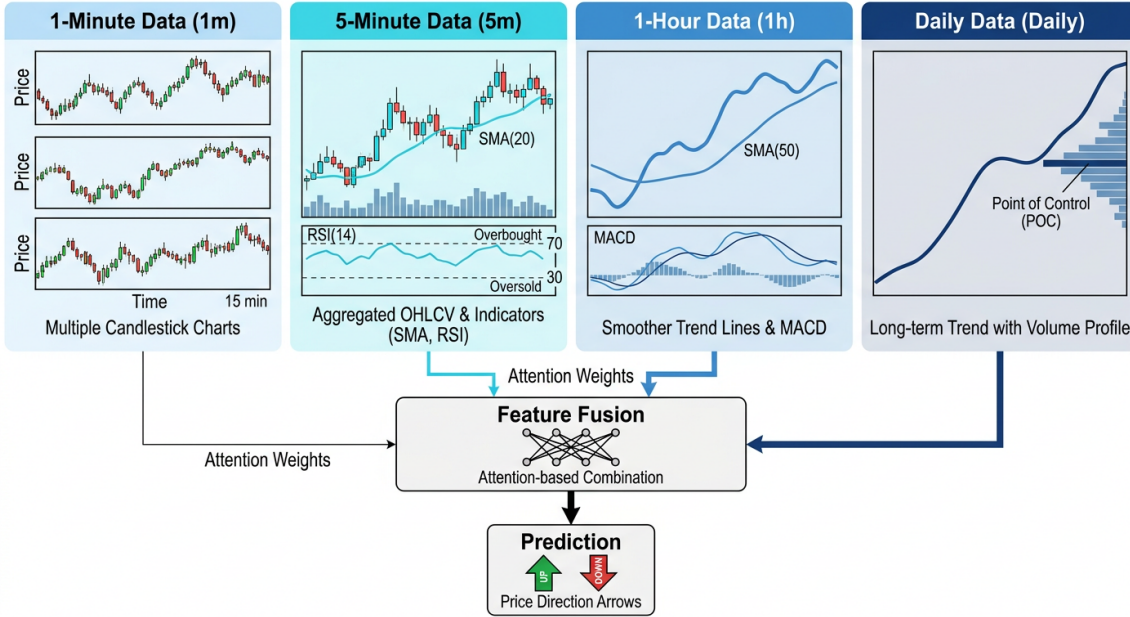 1-Minute Data (1m)
Price
Price
Price
Time
15 min
Multiple Candlestick Charts
5-Minute Data (5m)
SMA(20)
RSI(14)
Overbought
70
30
Oversold
Aggregated OHLCV & Indicators
(SMA, RSI)
1-Hour Data (1h)
SMA(50)
MACD
Smoother Trend Lines & MACD
Daily Data (Daily)
Point of Control
(POC)
Long-term Trend with Volume Profile
Attention Weights
Attention Weights
Feature Fusion
Attention-based Combination
Prediction
UP
DOWN
Price Direction Arrows